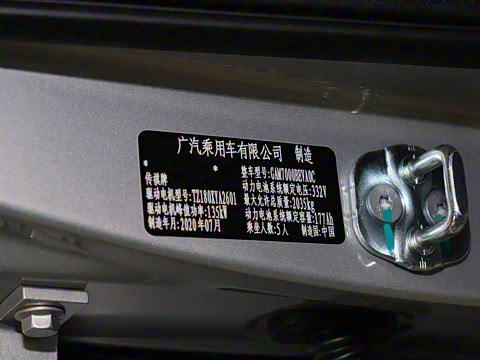 广汽乘用车有限公司 制造
* *
传祺牌
整车型号:GAM7000BEVA0C
动力电池系统额定电压:332V
驱动电机型号:TZ180XYA2601
最大允许总质量:2035kg
驱动电机峰值功率:135kW
动力电池系统额定容量:177Ah
制造年月:2020年07月
乘坐人数:5人 制造国:中国